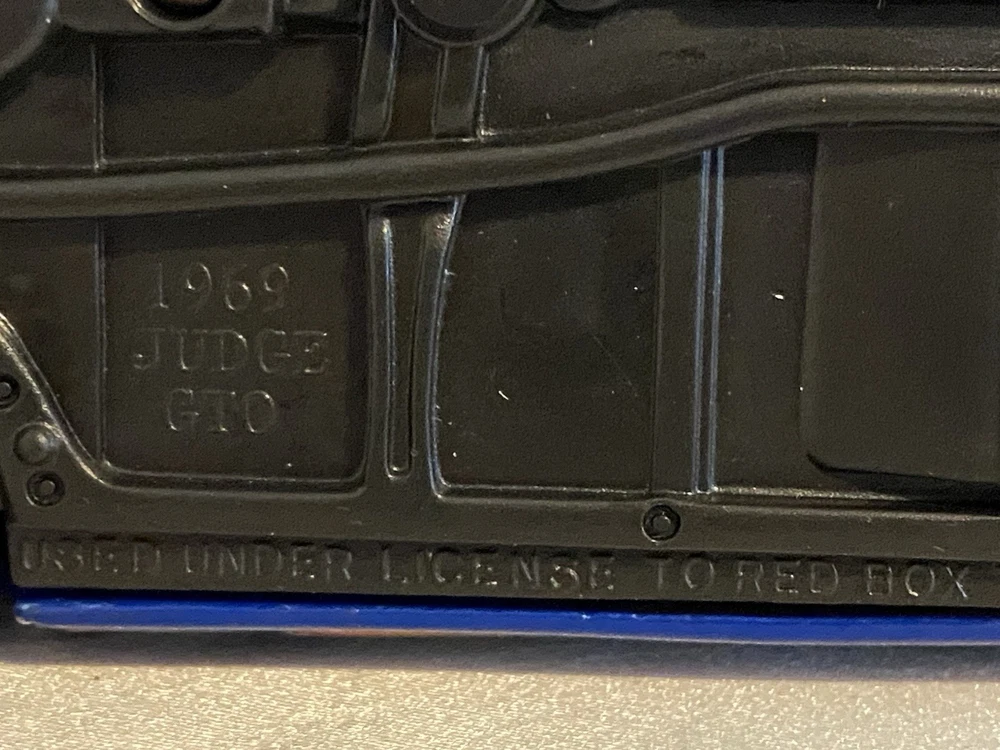 1969
JUDGE
GTO
USED UNDER LICENSE TO RED BOX